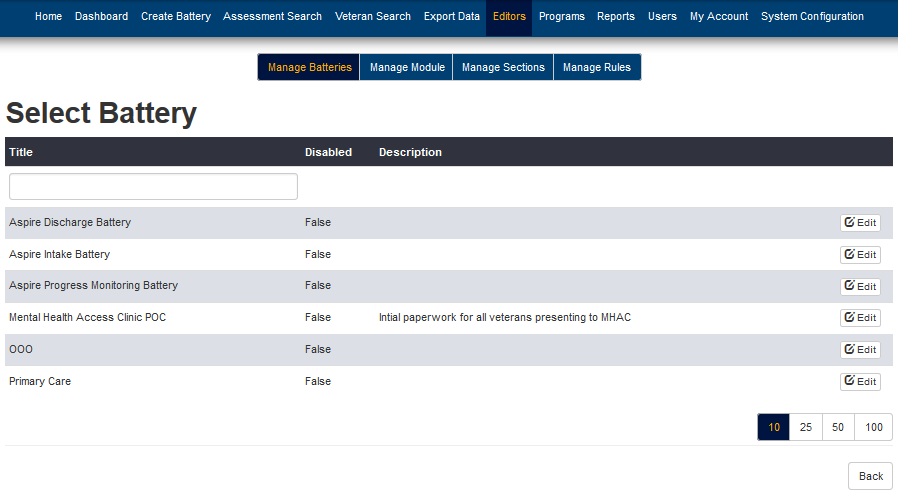 Home Dashboard Create Battery Assessment Search Veteran Search Export Data Editors Programs Reports Users My Account System Configuration
Manage Batteries Manage Module Manage Sections Manage Rules
Select Battery
Title Disabled Description
Aspire Discharge Battery False Edit
Aspire Intake Battery False Edit
Aspire Progress Monitoring Battery False Edit
Mental Health Access Clinic POC False Intial paperwork for all veterans presenting to MHAC Edit
OOO False Edit
Primary Care False Edit
10 25 50 100
Back